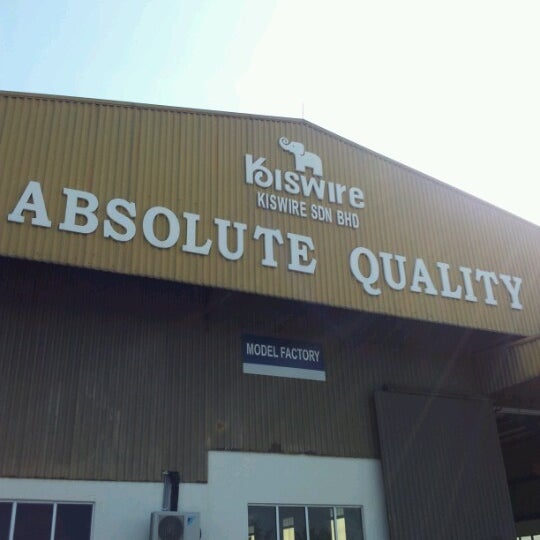 Kiswire
KISWIRE SDN BHD
ABSOLUTE QUALITY
MODEL FACTORY